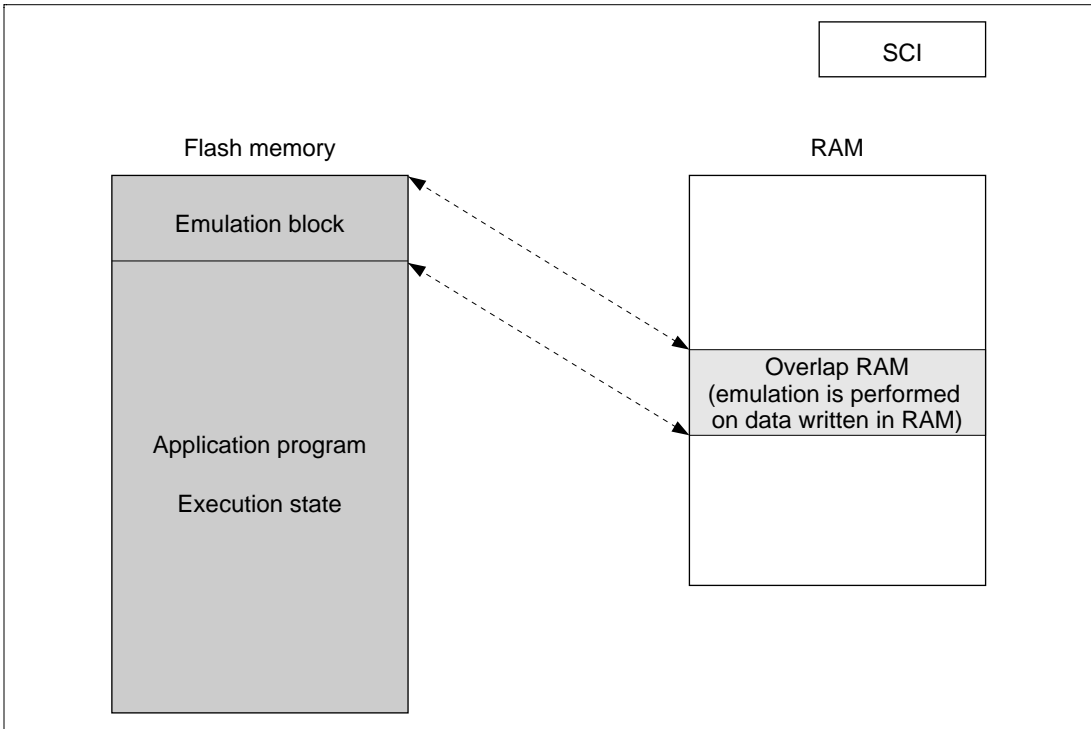 SCI
Flash memory
RAM
Emulation block
Overlap RAM
(emulation is performed
on data written in RAM)
Application program
Execution state